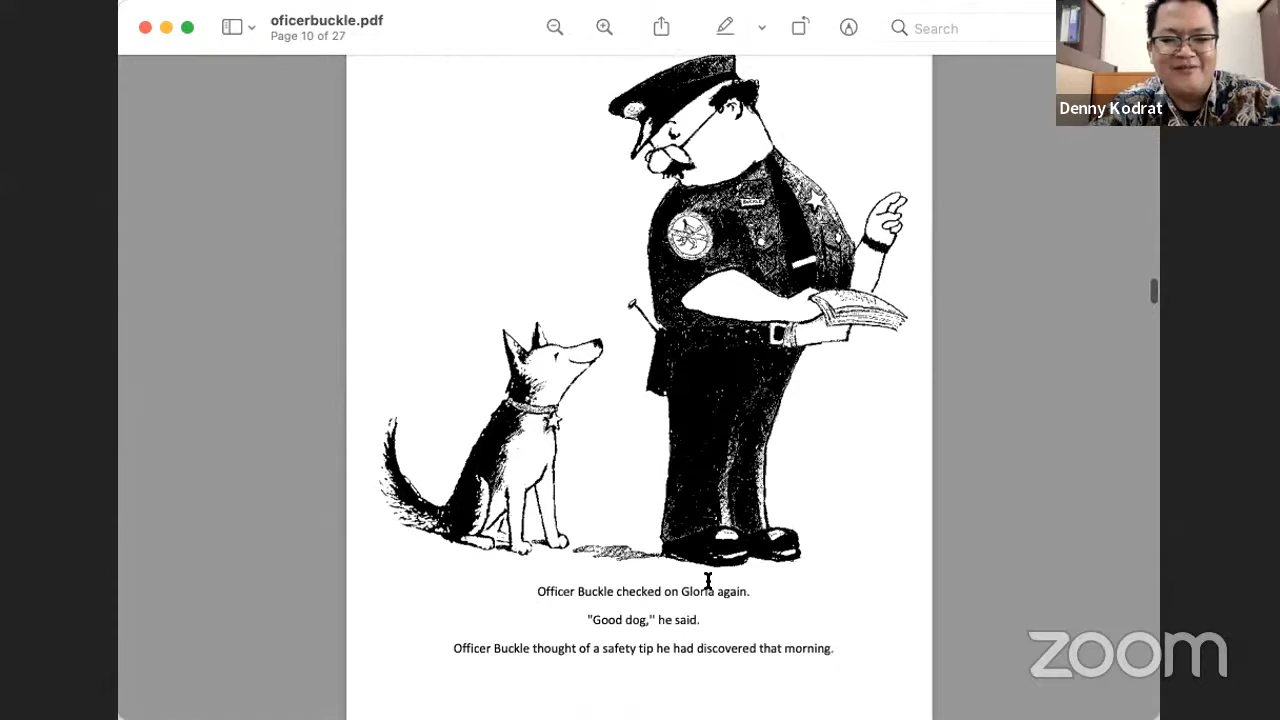 oficerbuckle.pdf
Page 10 of 27
Search
Denny Kodrat
BUCKLE
Officer Buckle checked on Gloria again.
"Good dog," he said.
Officer Buckle thought of a safety tip he had discovered that morning.
zoom